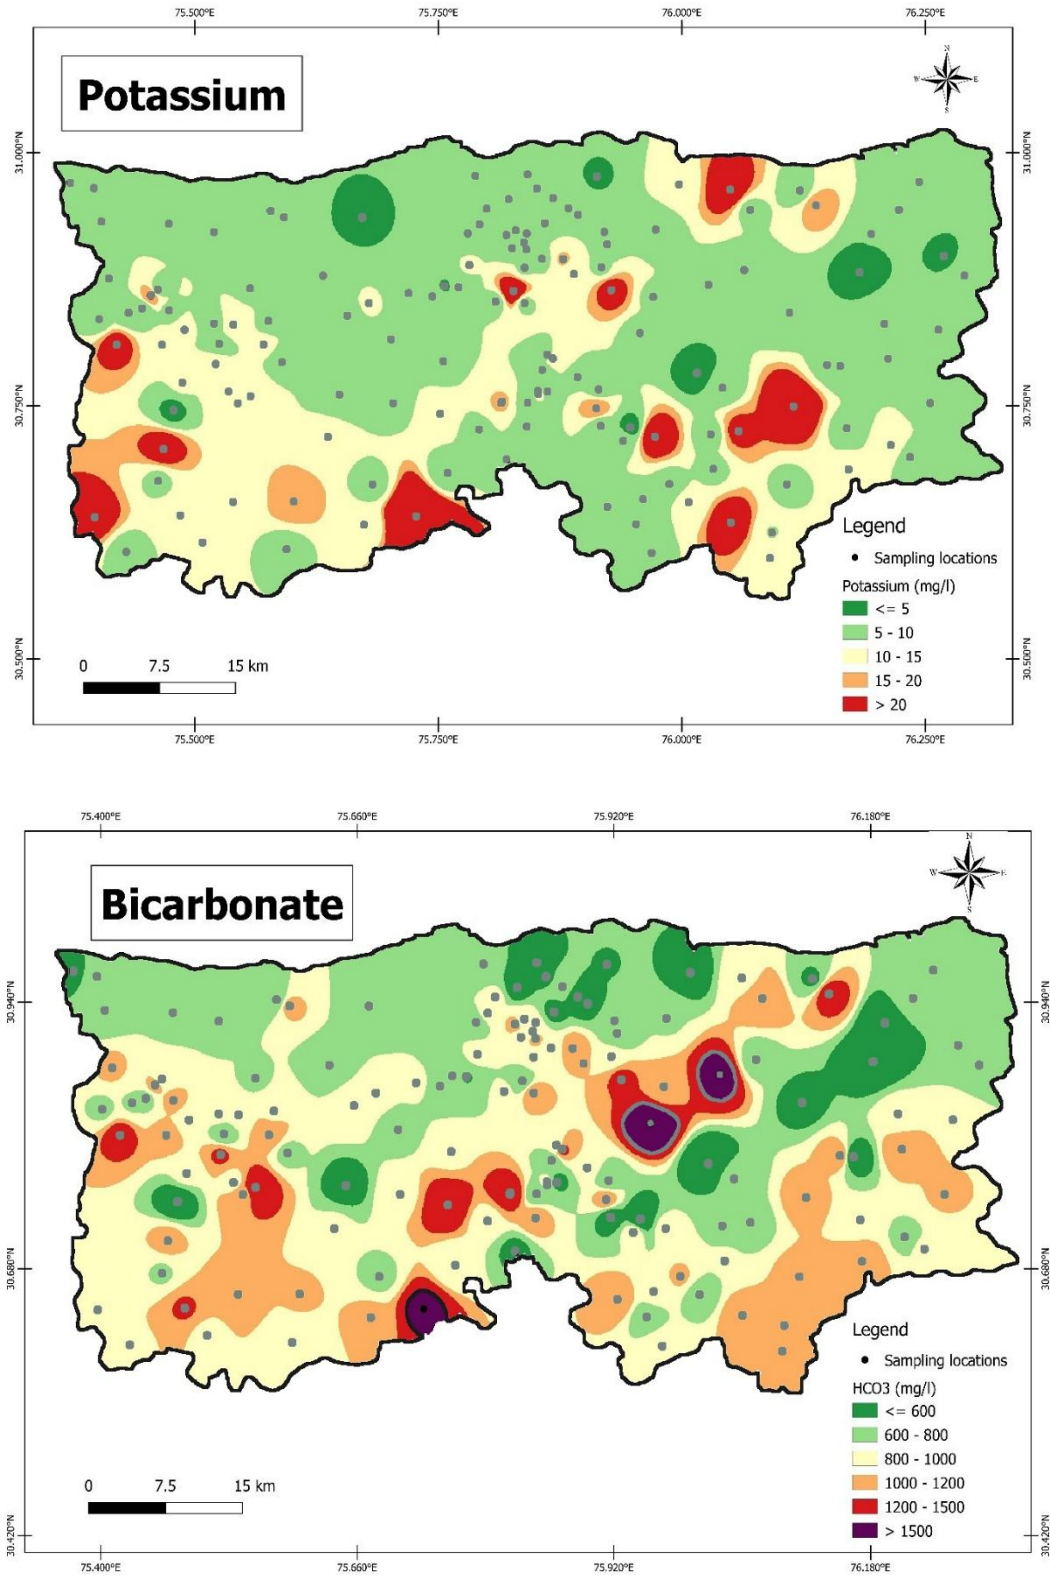 75.500°E 75.750°E 76.000°E 76.250°E
Potassium
N
W E
S
31.000°N 31.000°N
30.750°N 30.750°N
30.500°N 30.500°N
Legend
Sampling locations
Potassium (mg/l)
<= 5
5 - 10
10 - 15
15 - 20
> 20
0 7.5 15 km
75.500°E 75.750°E 76.000°E 76.250°E
75.400°E 75.660°E 75.920°E 76.180°E
Bicarbonate
N
W E
S
30.940°N 30.940°N
30.680°N 30.680°N
30.420°N 30.420°N
Legend
Sampling locations
HCO3 (mg/l)
<= 600
600 - 800
800 - 1000
1000 - 1200
1200 - 1500
> 1500
0 7.5 15 km
75.400°E 75.660°E 75.920°E 76.180°E